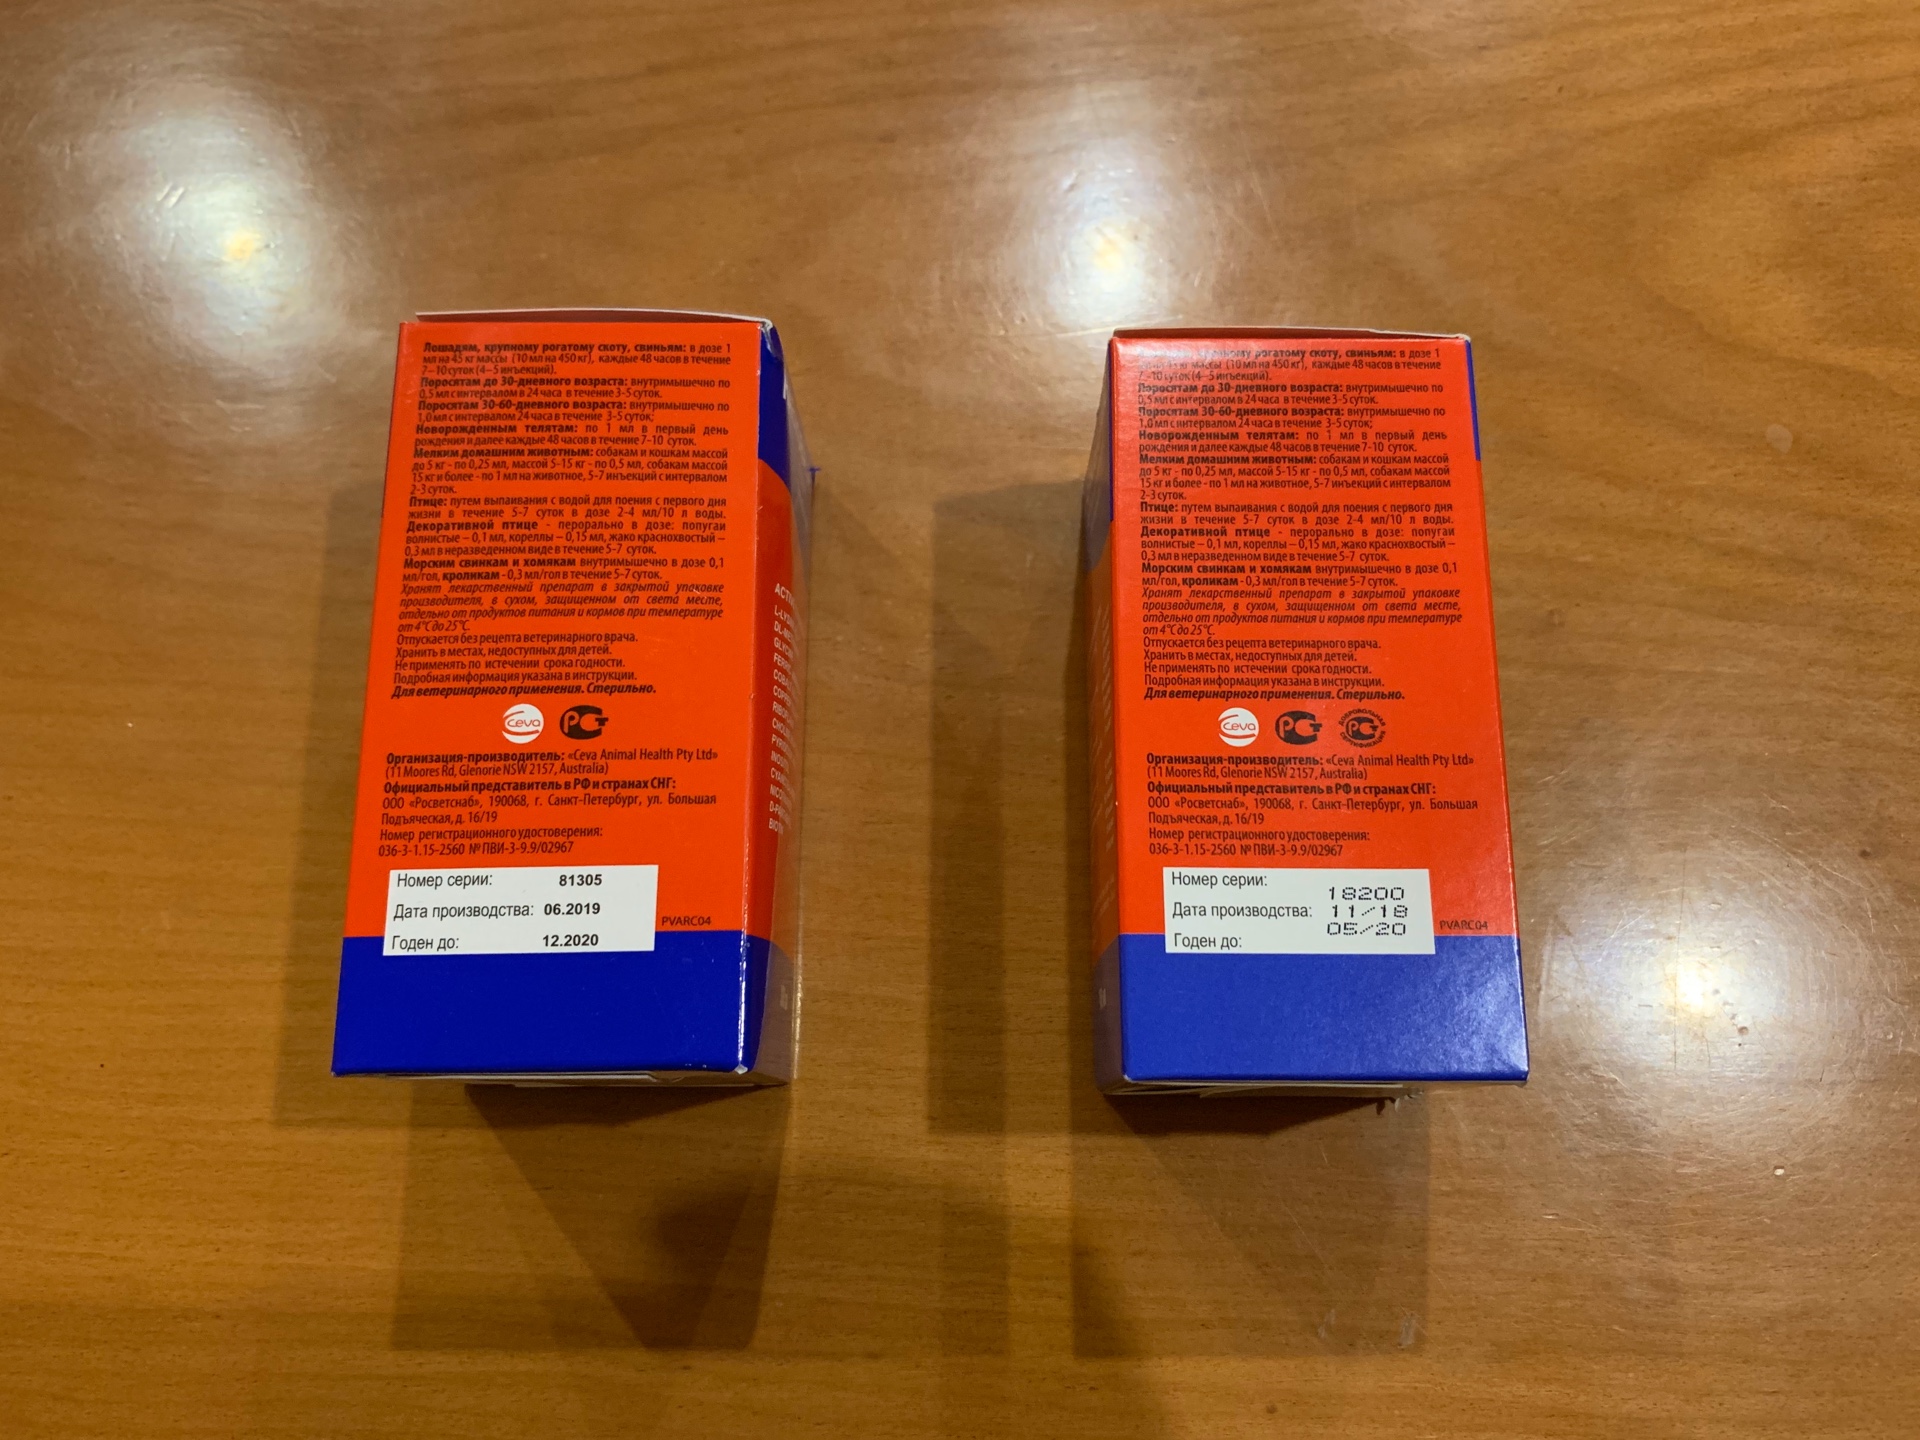 Лошадям, крупному рогатому скоту, свиньям: в дозе 1
мл на 45 кг массы (10 мл на 450 кг), каждые 48 часов в течение
7–10 суток (4–5 инъекций).
Поросятам до 30-дневного возраста: внутримышечно по
0,5 мл с интервалом в 24 часа в течение 3-5 суток.
Поросятам 30-60-дневного возраста: внутримышечно по
1,0 мл с интервалом 24 часа в течение 3-5 суток;
Новорожденным телятам: по 1 мл в первый день
рождения и далее каждые 48 часов в течение 7-10 суток.
Мелким домашним животным: собакам и кошкам массой
до 5 кг - по 0,25 мл, массой 5-15 кг - по 0,5 мл, собакам массой
15 кг и более - по 1 мл на животное, 5-7 инъекций с интервалом
2-3 суток.
Птице: путем выпаивания с водой для поения с первого дня
жизни в течение 5-7 суток в дозе 2-4 мл/10 л воды.
Декоративной птице - перорально в дозе: попугаи
волнистые – 0,1 мл, кореллы – 0,15 мл, жако краснохвостый –
0,3 мл в неразведенном виде в течение 5-7 суток.
Морским свинкам и хомякам внутримышечно в дозе 0,1
мл/гол, кроликам - 0,3 мл/гол в течение 5-7 суток.
Хранят лекарственный препарат в закрытой упаковке
производителя, в сухом, защищенном от света месте,
отдельно от продуктов питания и кормов при температуре
от 4°C до 25°C.
Отпускается без рецепта ветеринарного врача.
Хранить в местах, недоступных для детей.
Не применять по истечении срока годности.
Подробная информация указана в инструкции.
Для ветеринарного применения. Стерильно.
ceva
Организация-производитель: «Ceva Animal Health Pty Ltd»
(11 Moores Rd, Glenorie NSW 2157, Australia)
Официальный представитель в РФ и странах СНГ:
ООО «Росветснаб», 190068, г. Санкт-Петербург, ул. Большая
Подъяческая, д. 16/19
Номер регистрационного удостоверения:
036-3-1.15-2560 №ПВИ-3-9.9/02967
Номер серии: 81305
Дата производства: 06.2019
Годен до: 12.2020
PVARC04
крупному рогатому скоту, свиньям: в дозе 1
массы (10 мл на 450 кг), каждые 48 часов в течение
7–10 суток (4–5 инъекций).
Поросятам до 30-дневного возраста: внутримышечно по
0,5 мл с интервалом в 24 часа в течение 3-5 суток.
Поросятам 30-60-дневного возраста: внутримышечно по
1,0 мл с интервалом 24 часа в течение 3-5 суток;
Новорожденным телятам: по 1 мл в первый день
рождения и далее каждые 48 часов в течение 7-10 суток.
Мелким домашним животным: собакам и кошкам массой
до 5 кг - по 0,25 мл, массой 5-15 кг - по 0,5 мл, собакам массой
15 кг и более - по 1 мл на животное, 5-7 инъекций с интервалом
2-3 суток.
Птице: путем выпаивания с водой для поения с первого дня
жизни в течение 5-7 суток в дозе 2-4 мл/10 л воды.
Декоративной птице - перорально в дозе: попугаи
волнистые – 0,1 мл, кореллы – 0,15 мл, жако краснохвостый –
0,3 мл в неразведенном виде в течение 5-7 суток.
Морским свинкам и хомякам внутримышечно в дозе 0,1
мл/гол, кроликам - 0,3 мл/гол в течение 5-7 суток.
Хранят лекарственный препарат в закрытой упаковке
производителя, в сухом, защищенном от света месте,
отдельно от продуктов питания и кормов при температуре
от 4°C до 25°C.
Отпускается без рецепта ветеринарного врача.
Хранить в местах, недоступных для детей.
Не применять по истечении срока годности.
Подробная информация указана в инструкции.
Для ветеринарного применения. Стерильно.
ceva
ДОБРОВОЛЬНАЯ СЕРТИФИКАЦИЯ
Организация-производитель: «Ceva Animal Health Pty Ltd»
(11 Moores Rd, Glenorie NSW 2157, Australia)
Официальный представитель в РФ и странах СНГ:
ООО «Росветснаб», 190068, г. Санкт-Петербург, ул. Большая
Подъяческая, д. 16/19
Номер регистрационного удостоверения:
036-3-1.15-2560 №ПВИ-3-9.9/02967
Номер серии: 18200
Дата производства: 11/18
Годен до: 05/20
PVARC04